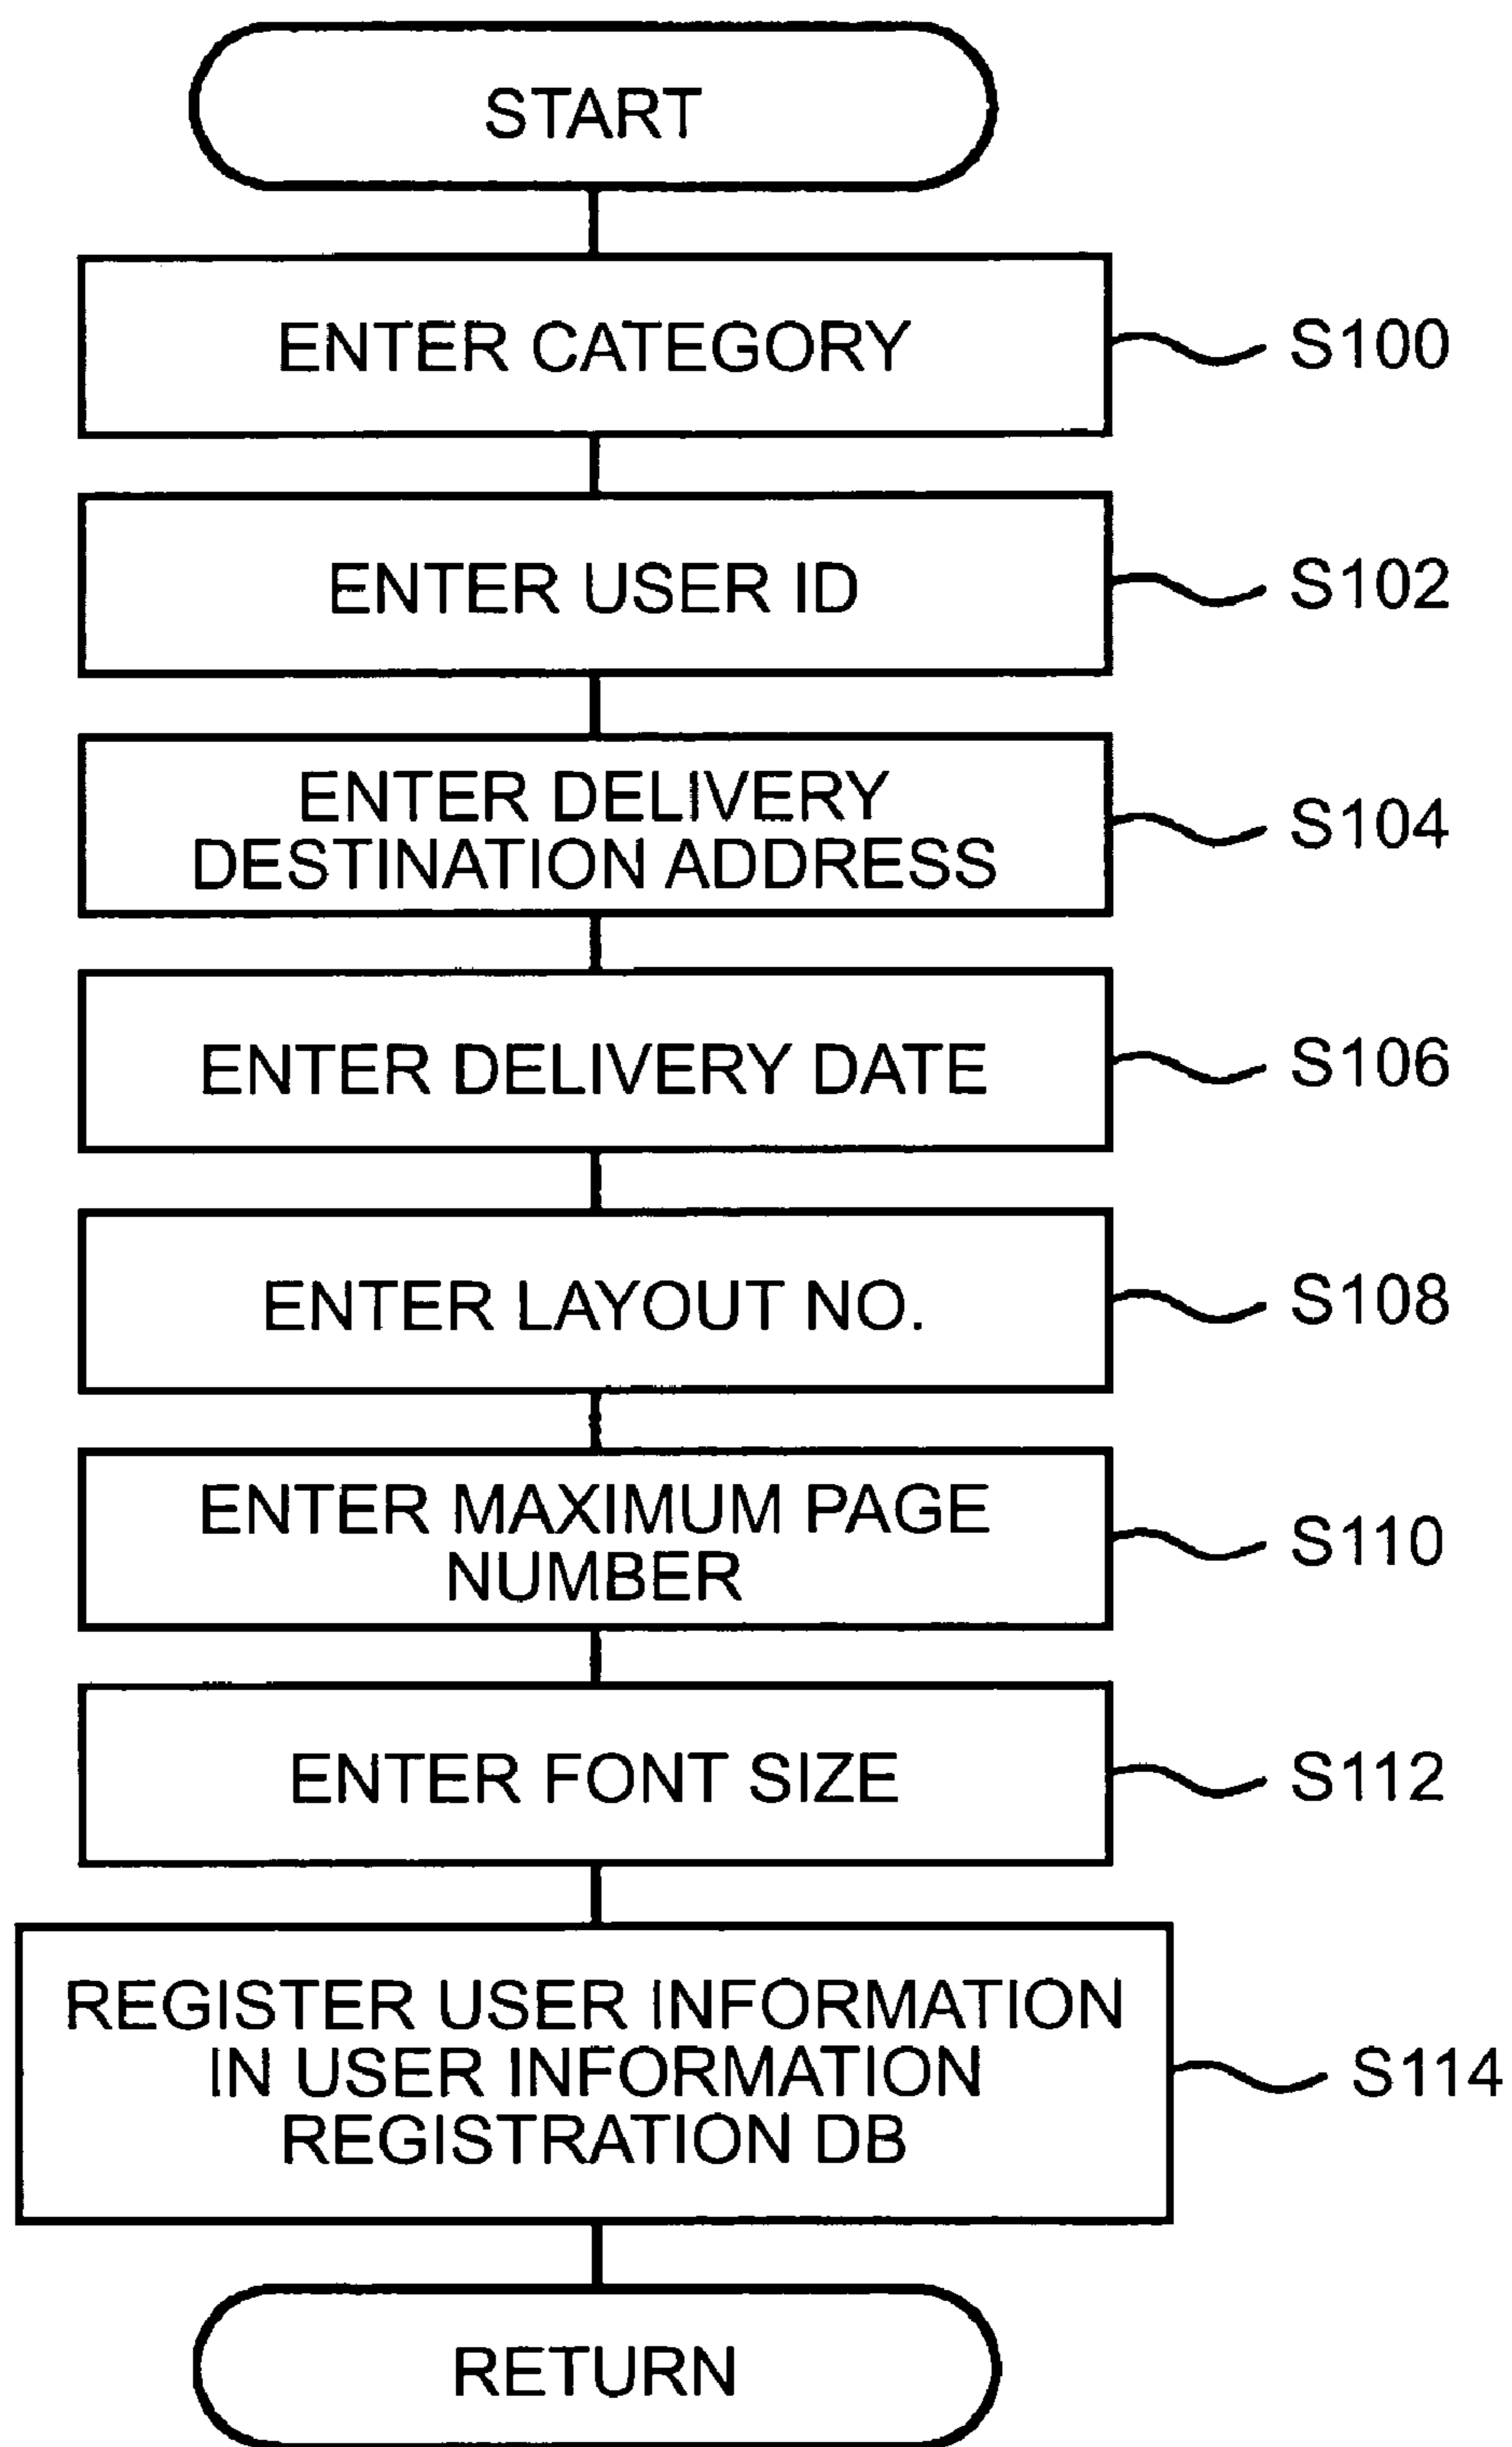 START
ENTER CATEGORY
S100
ENTER USER ID
S102
ENTER DELIVERY
DESTINATION ADDRESS
S104
ENTER DELIVERY DATE
S106
ENTER LAYOUT NO.
S108
ENTER MAXIMUM PAGE
NUMBER
S110
ENTER FONT SIZE
S112
REGISTER USER INFORMATION
IN USER INFORMATION
REGISTRATION DB
S114
RETURN